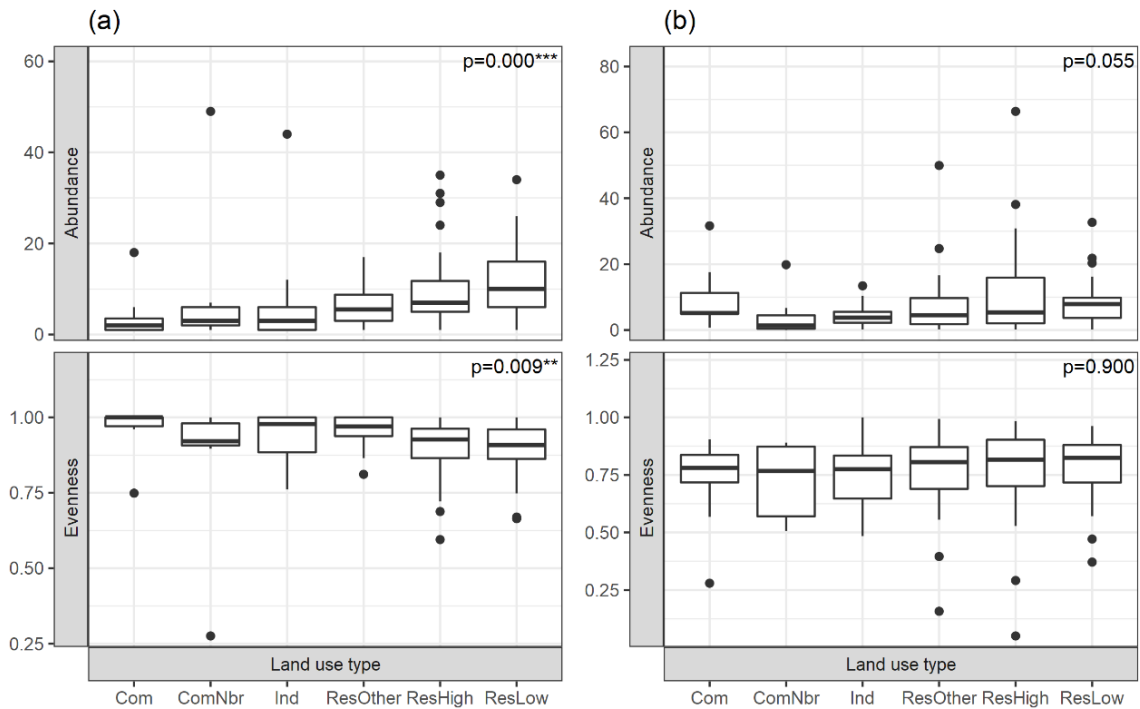 (a)
(b)
p=0.000***
60
40
20
0
Abundance
p=0.055
80
60
40
20
0
Abundance
p=0.009**
1.00
0.75
0.50
0.25
Evenness
p=0.900
1.25
1.00
0.75
0.50
0.25
Evenness
Land use type
Com ComNbr Ind ResOther ResHigh ResLow
Land use type
Com ComNbr Ind ResOther ResHigh ResLow